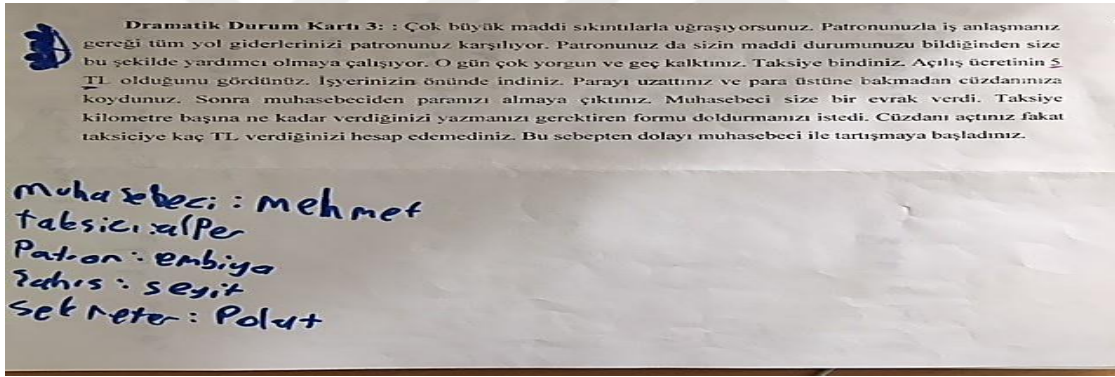 Dramatik Durum Kartı 3: : Çok büyük maddi sıkıntılarla uğraşıyorsunuz. Patronunuzla iş anlaşmanız
gereği tüm yol giderlerinizi patronunuz karşılıyor. Patronunuz da sizin maddi durumunuzu bildiğinden size
bu şekilde yardımcı olmaya çalışıyor. O gün çok yorgun ve geç kalktınız. Taksiye bindiniz. Açılış ücretinin 5
TL olduğunu gördünüz. İşyerinizin önünde indiniz. Parayı uzattınız ve para üstüne bakmadan cüzdanınıza
koydunuz. Sonra muhasebeciden paranızı almaya çıktınız. Muhasebeci size bir evrak verdi. Taksiye
kilometre başına ne kadar verdiğinizi yazmanızı gerektiren formu doldurmanızı istedi. Cüzdanı açtınız fakat
taksiciye kaç TL verdiğinizi hesap edemediniz. Bu sebepten dolayı muhasebeci ile tartışmaya başladınız.
muhasebeci : mehmet
taksici : alper
Patron : embiya
Şahıs : seyit
Sekreter : Polat